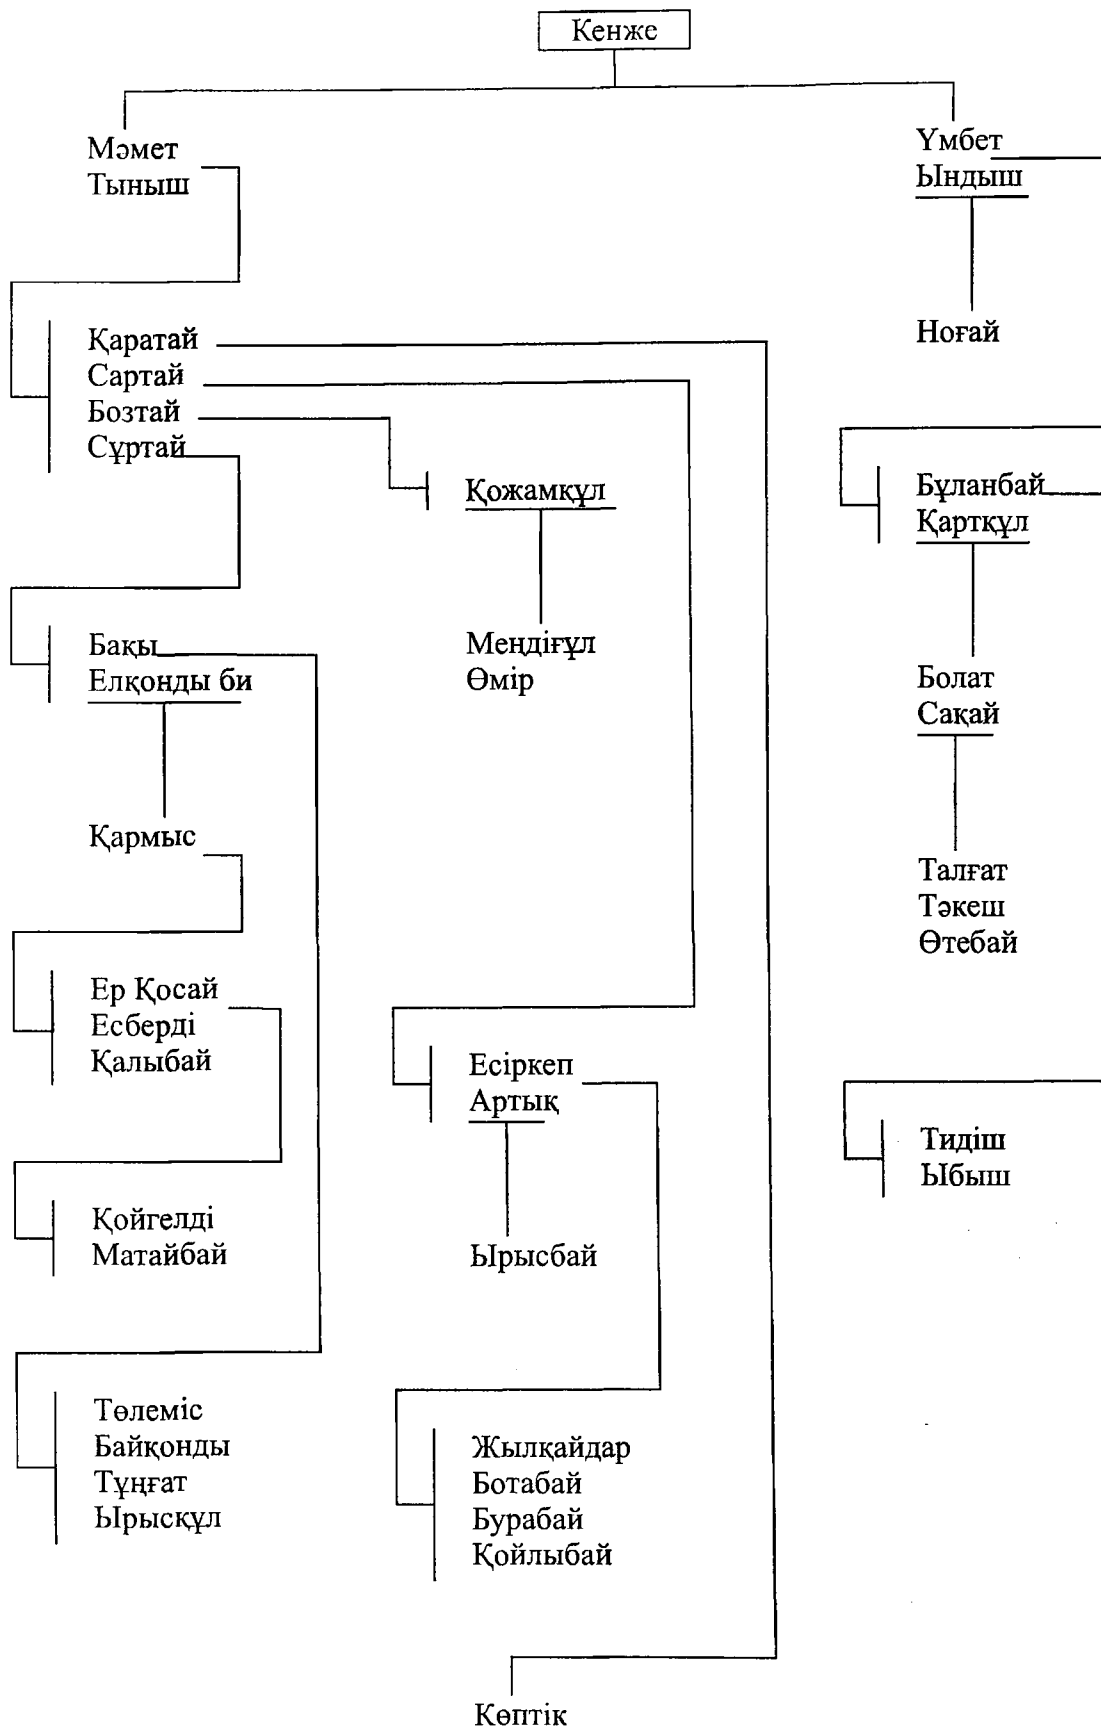 Кенже
Мәмет
Тыныш
Үмбет
Ындыш
Ноғай
Қаратай
Сартай
Бозтай
Сұртай
Қожамқұл
Меңдіғұл
Өмір
Бұланбай
Қартқұл
Болат
Сақай
Талғат
Тәкеш
Өтебай
Бақы
Елқонды би
Қармыс
Ер Қосай
Есберді
Қалыбай
Есіркеп
Артық
Ырысбай
Тидіш
Ыбыш
Қойгелді
Матайбай
Төлеміс
Байқонды
Тұңғат
Ырысқұл
Жылқайдар
Ботабай
Бурабай
Қойлыбай
Көптік